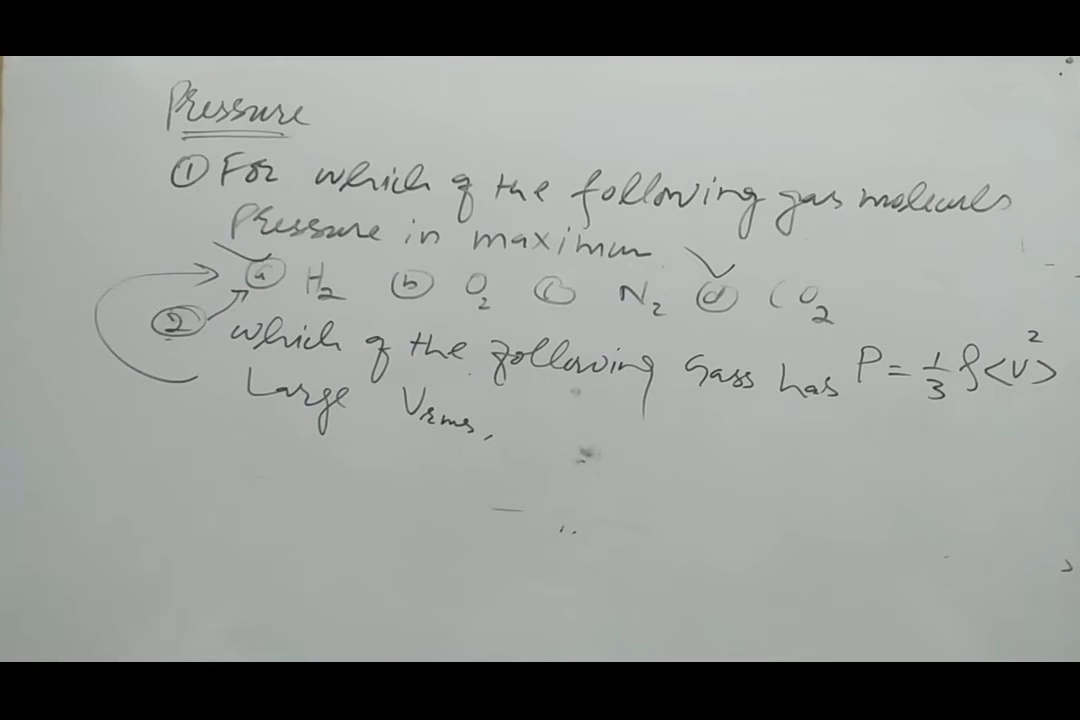 Pressure
① For which of the following gas molecules
Pressure in maximum
ⓐ H₂ ⓑ O₂ ⓒ N₂ ⓓ CO₂
② which of the following Gass has P = 1/3 ρ<v²>
Large Vrms,